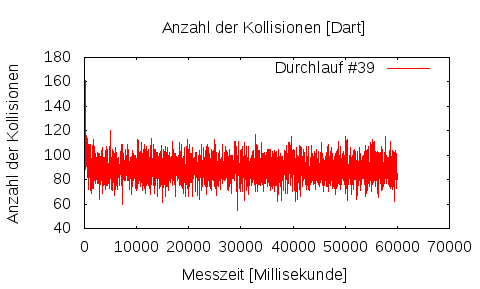 Anzahl der Kollisionen [Dart]
Durchlauf #39
180
160
140
120
100
80
60
40
Anzahl der Kollisionen
0 10000 20000 30000 40000 50000 60000 70000
Messzeit [Millisekunde]